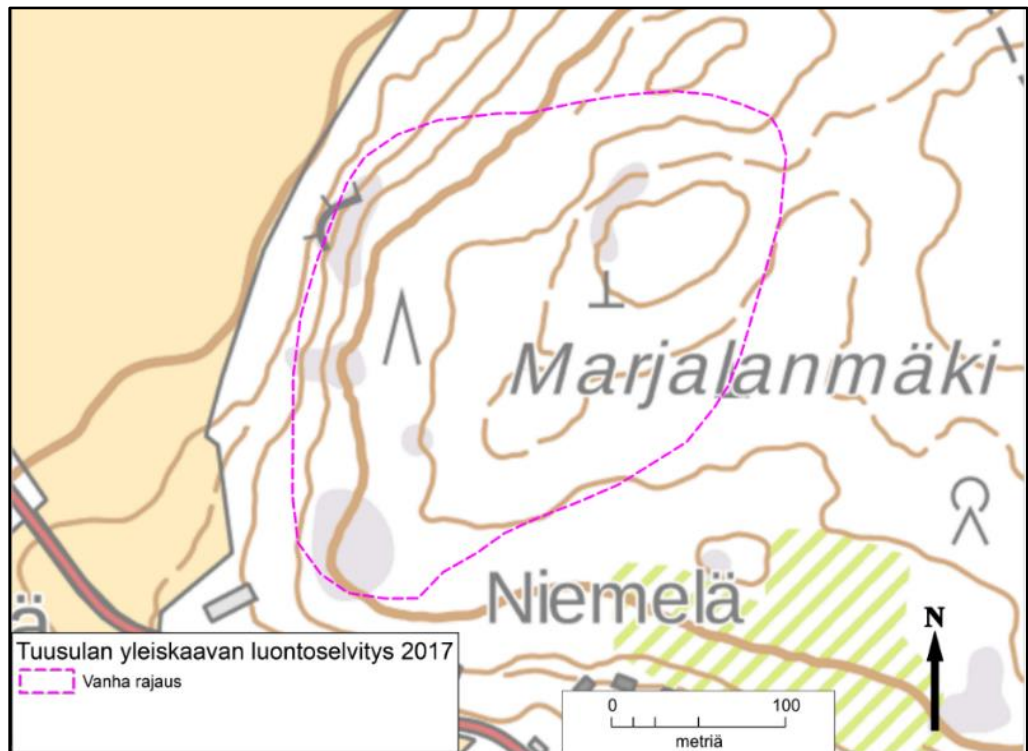 Marjalanmäki
Niemelä
ä
N
Tuusulan yleiskaavan luontoselvitys 2017
Vanha rajaus
0 100
metriä